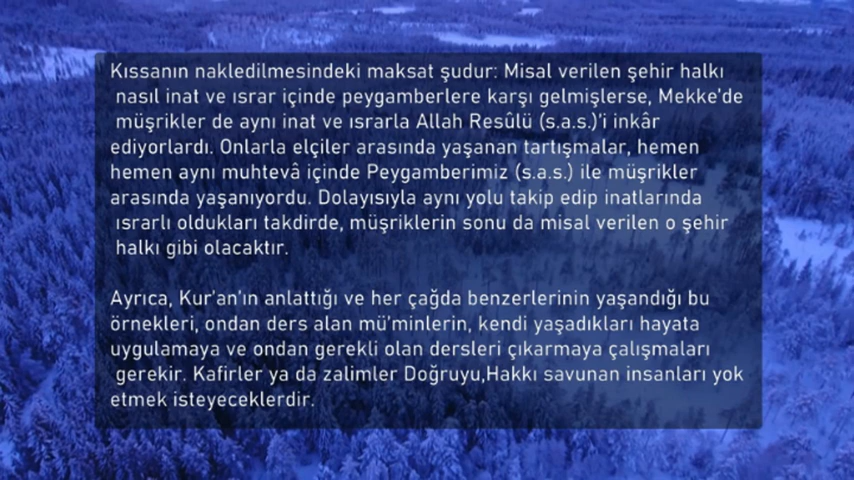 Kıssanın nakledilmesindeki maksat şudur: Misal verilen şehir halkı
nasıl inat ve ısrar içinde peygamberlere karşı gelmişlerse, Mekke'de
müşrikler de aynı inat ve ısrarla Allah Resûlü (s.a.s.)'i inkâr
ediyorlardı. Onlarla elçiler arasında yaşanan tartışmalar, hemen
hemen aynı muhtevâ içinde Peygamberimiz (s.a.s.) ile müşrikler
arasında yaşanıyordu. Dolayısıyla aynı yolu takip edip inatlarında
ısrarlı oldukları takdirde, müşriklerin sonu da misal verilen o şehir
halkı gibi olacaktır.

Ayrıca, Kur'an'ın anlattığı ve her çağda benzerlerinin yaşandığı bu
örnekleri, ondan ders alan mü'minlerin, kendi yaşadıkları hayata
uygulamaya ve ondan gerekli olan dersleri çıkarmaya çalışmaları
gerekir. Kafirler ya da zalimler Doğruyu,Hakkı savunan insanları yok
etmek isteyeceklerdir.